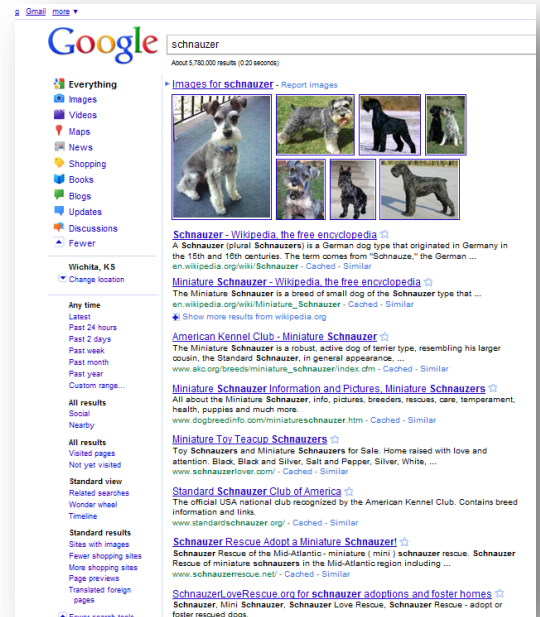 g Gmail more ▼
Google
schnauzer
About 5,780,000 results (0.20 seconds)
Everything
Images
Videos
Maps
News
Shopping
Books
Blogs
Updates
Discussions
Fewer
Wichita, KS
Change location
Any time
Latest
Past 24 hours
Past 2 days
Past week
Past month
Past year
Custom range...
All results
Social
Nearby
All results
Visited pages
Not yet visited
Standard view
Related searches
Wonder wheel
Timeline
Standard results
Sites with images
Fewer shopping sites
More shopping sites
Page previews
Translated foreign
pages
Fewer search tools
Images for schnauzer - Report images
Schnauzer - Wikipedia, the free encyclopedia
A Schnauzer (plural Schnauzers) is a German dog type that originated in Germany in
the 15th and 16th centuries. The term comes from "Schnauze," the German ...
en.wikipedia.org/wiki/Schnauzer - Cached - Similar
Miniature Schnauzer - Wikipedia, the free encyclopedia
The Miniature Schnauzer is a breed of small dog of the Schnauzer type that ...
en.wikipedia.org/wiki/Miniature_Schnauzer - Cached - Similar
Show more results from wikipedia.org
American Kennel Club - Miniature Schnauzer
The Miniature Schnauzer is a robust, active dog of terrier type, resembling his larger
cousin, the Standard Schnauzer, in general appearance, ...
www.akc.org/breeds/miniature_schnauzer/index.cfm - Cached - Similar
Miniature Schnauzer Information and Pictures, Miniature Schnauzers
All about the Miniature Schnauzer, info, pictures, breeders, rescues, care, temperament,
health, puppies and much more.
www.dogbreedinfo.com/miniatureschnauzer.htm - Cached - Similar
Miniature Toy Teacup Schnauzers
Toy Schnauzers and Miniature Schnauzers for Sale. Home raised with love and
attention. Black, Black and Silver, Salt and Pepper, Silver, White, ...
www.schnauzerlover.com/ - Cached - Similar
Standard Schnauzer Club of America
The official USA national club recognized by the American Kennel Club. Contains breed
information and links.
www.standardschnauzer.org/ - Cached - Similar
Schnauzer Rescue Adopt a Miniature Schnauzer!
Schnauzer Rescue of the Mid-Atlantic - miniature ( mini ) schnauzer rescue. Schnauzer
Rescue of miniature schnauzers in the Mid-Atlantic region including ...
www.schnauzerrescue.net/ - Cached - Similar
SchnauzerLoveRescue.org for schnauzer adoptions and foster homes
Schnauzer, Mini Schnauzer, Schnauzer Love Rescue, Schnauzer Rescue - adopt or
foster rescued dogs.